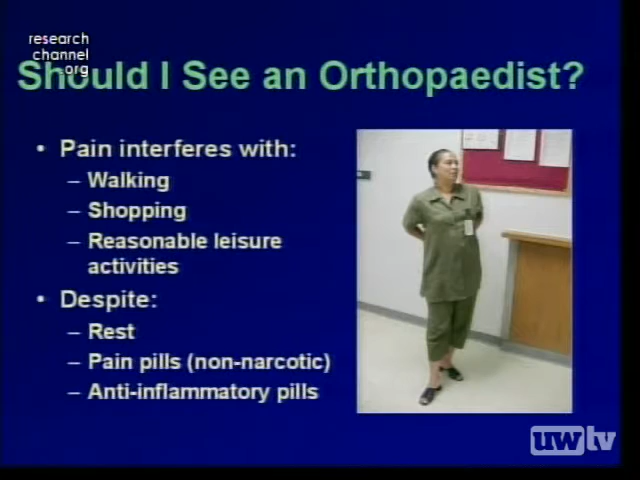 research
channel
.org
Should I See an Orthopaedist?
• Pain interferes with:
– Walking
– Shopping
– Reasonable leisure
activities
• Despite:
– Rest
– Pain pills (non-narcotic)
– Anti-inflammatory pills
uwtv